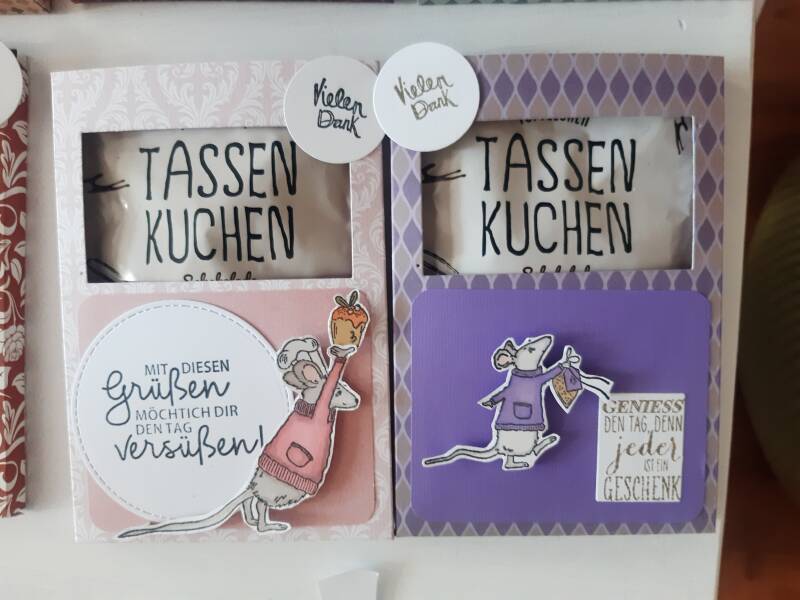 Vielen
Dank
TASSEN
KUCHEN
MIT DIESEN
Grüßen
MÖCHT ICH DIR
DEN TAG
versüßen!
Vielen
Dank
TASSEN
KUCHEN
GENIESS
DEN TAG, DENN
jeder
IST EIN
GESCHENK